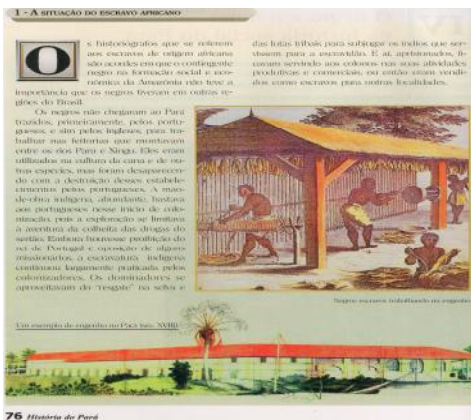 1 - A SITUAÇÃO DO ESCRAVO AFRICANO
Os historiógrafos que se referem
aos escravos de origem africana
são acordes em que o contingente
negro na formação social e eco-
nômica da Amazônia não teve a
importância que os negros tiveram em outras re-
giões do Brasil.
Os negros não chegaram ao Pará
trazidos, primeiramente, pelos portu-
gueses, e sim pelos ingleses, para tra-
balhar nas feitorias que montavam
entre os rios Paru e Xingu. Eles eram
utilizados na cultura da cana e de ou-
tras espécies, mas foram desaparecen-
do com a destruição desses estabele-
cimentos pelos portugueses. A mão-
de-obra indígena, abundante, bastava
aos portugueses nesse início de colo-
nização, pois a exploração se limitava
à aventura da colheita das drogas do
sertão. Embora houvesse proibição do
rei de Portugal e oposição de alguns
missionários, a escravatura indígena
continuou largamente praticada pelos
colonizadores. Os dominadores se
aproveitavam do "resgate" na selva e
das lutas tribais para subjugar os índios que ser-
vissem para a escravidão. E aí, aprisionados, fi-
cavam servindo aos colonos nas suas atividades
produtivas e comerciais, ou então eram vendi-
dos como escravos para outras localidades.
Negros escravos trabalhando no engenho
Um exemplo de engenho no Pará (séc. XVIII)
76 História do Pará